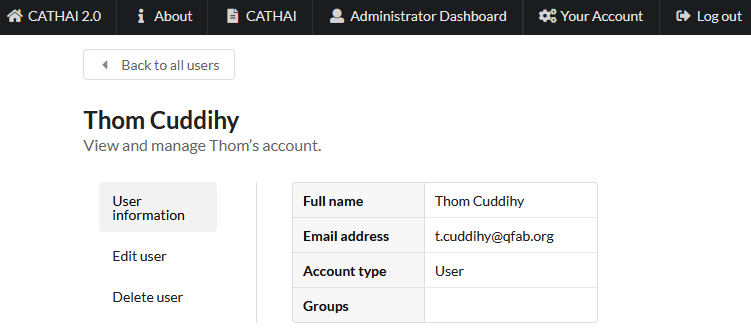 CATHAI 2.0 About CATHAI Administrator Dashboard Your Account Log out
Back to all users
Thom Cuddihy
View and manage Thom's account.
User
information
Edit user
Delete user
Full name Thom Cuddihy
Email address t.cuddihy@qfab.org
Account type User
Groups